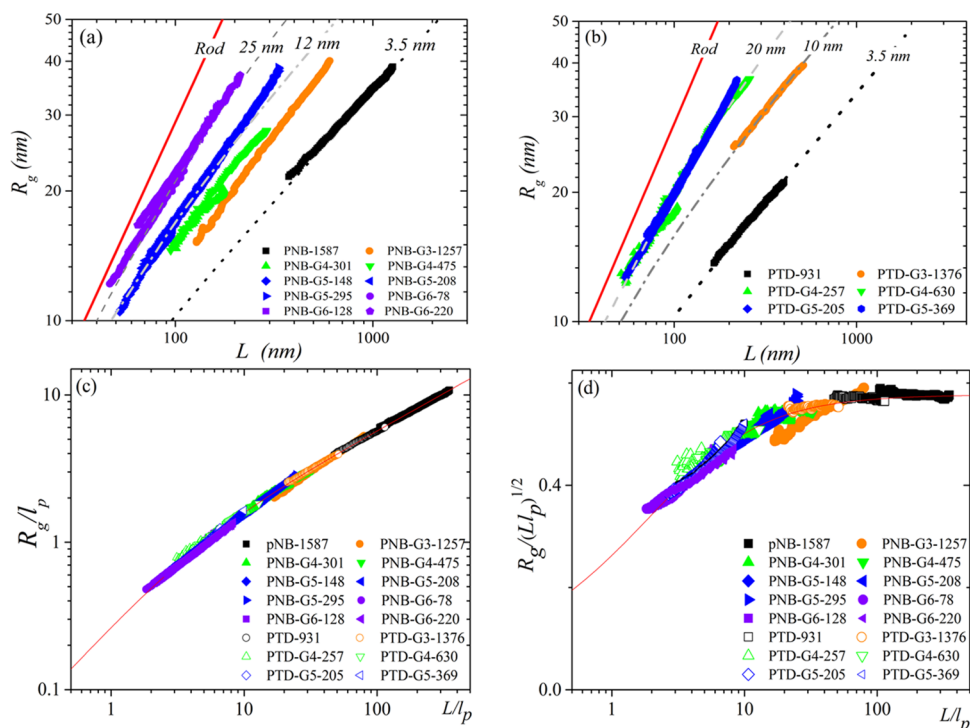 (a)
Rod
25 nm
12 nm
3.5 nm
50
40
30
20
10
R_g (nm)
PNB-1587
PNB-G3-1257
PNB-G4-301
PNB-G4-475
PNB-G5-148
PNB-G5-208
PNB-G5-295
PNB-G6-78
PNB-G6-128
PNB-G6-220
100
1000
L (nm)
(b)
Rod
20 nm
10 nm
3.5 nm
50
40
30
20
10
R_g (nm)
PTD-931
PTD-G3-1376
PTD-G4-257
PTD-G4-630
PTD-G5-205
PTD-G5-369
100
1000
L (nm)
(c)
10
1
0.1
R_g/l_p
pNB-1587
PNB-G3-1257
PNB-G4-301
PNB-G4-475
PNB-G5-148
PNB-G5-208
PNB-G5-295
PNB-G6-78
PNB-G6-128
PNB-G6-220
PTD-931
PTD-G3-1376
PTD-G4-257
PTD-G4-630
PTD-G5-205
PTD-G5-369
1
10
100
L/l_p
(d)
0.4
0.0
R_g/(Ll_p)^1/2
pNB-1587
PNB-G3-1257
PNB-G4-301
PNB-G4-475
PNB-G5-148
PNB-G5-208
PNB-G5-295
PNB-G6-78
PNB-G6-128
PNB-G6-220
PTD-931
PTD-G3-1376
PTD-G4-257
PTD-G4-630
PTD-G5-205
PTD-G5-369
1
10
100
L/l_p